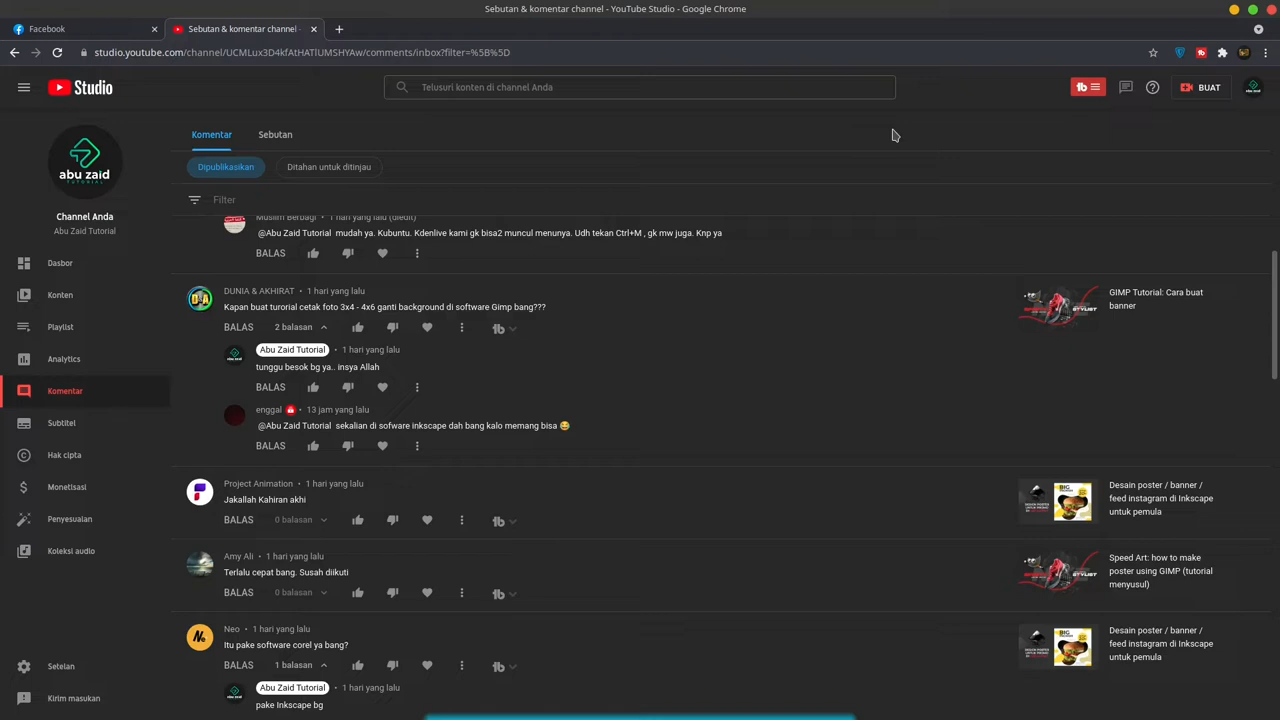 Sebutan & komentar channel - YouTube Studio - Google Chrome
Facebook
Sebutan & komentar channel - 
studio.youtube.com/channel/UCMLux3D4kfAtHATlUMSHYAw/comments/inbox?filter=%5B%5D
Studio
Telusuri konten di channel Anda
BUAT
abu zaid
TUTORIAL
Channel Anda
Abu Zaid Tutorial
Dasbor
Konten
Playlist
Analytics
Komentar
Subtitel
Hak cipta
Monetisasi
Penyesuaian
Koleksi audio
Setelan
Kirim masukan
Komentar
Sebutan
Dipublikasikan
Ditahan untuk ditinjau
Filter
Muslim Berbagi • 1 hari yang lalu (diedit)
@Abu Zaid Tutorial mudah ya. Kubuntu. Kdenlive kami gk bisa2 muncul menunya. Udh tekan Ctrl+M , gk mw juga. Knp ya
BALAS
DUNIA & AKHIRAT • 1 hari yang lalu
Kapan buat turorial cetak foto 3x4 - 4x6 ganti background di software Gimp bang???
BALAS 2 balasan
GIMP Tutorial: Cara buat
banner
Abu Zaid Tutorial • 1 hari yang lalu
tunggu besok bg ya.. insya Allah
BALAS
enggal • 13 jam yang lalu
@Abu Zaid Tutorial sekalian di sofware inkscape dah bang kalo memang bisa 😂
BALAS
Project Animation • 1 hari yang lalu
Jakallah Kahiran akhi
BALAS 0 balasan
Desain poster / banner /
feed instagram di Inkscape
untuk pemula
Amy Ali • 1 hari yang lalu
Terlalu cepat bang. Susah diikuti
BALAS 0 balasan
Speed Art: how to make
poster using GIMP (tutorial
menyusul)
Neo • 1 hari yang lalu
Itu pake software corel ya bang?
BALAS 1 balasan
Desain poster / banner /
feed instagram di Inkscape
untuk pemula
Abu Zaid Tutorial • 1 hari yang lalu
pake Inkscape bg